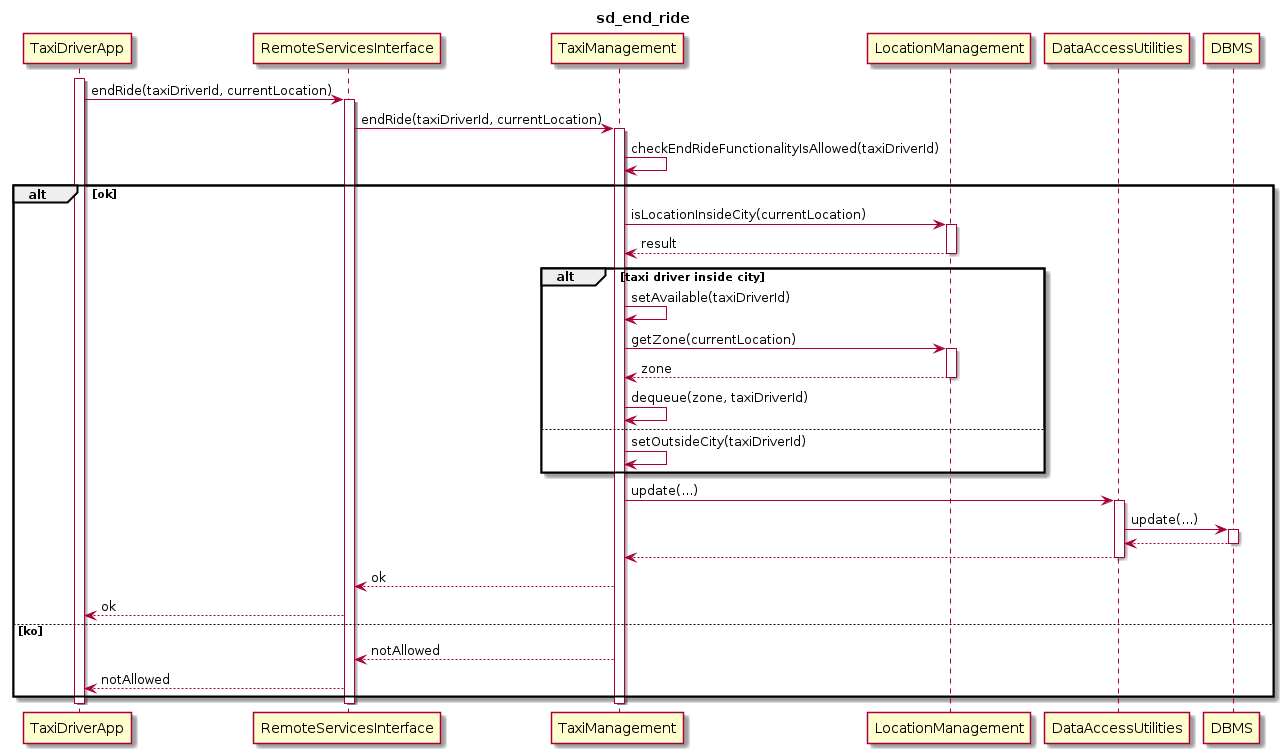 sd_end_ride
TaxiDriverApp RemoteServicesInterface TaxiManagement LocationManagement DataAccessUtilities DBMS
endRide(taxiDriverId, currentLocation)
endRide(taxiDriverId, currentLocation)
checkEndRideFunctionalityIsAllowed(taxiDriverId)
alt [ok]
isLocationInsideCity(currentLocation)
result
alt [taxi driver inside city]
setAvailable(taxiDriverId)
getZone(currentLocation)
zone
dequeue(zone, taxiDriverId)
setOutsideCity(taxiDriverId)
update(...)
update(...)
ok
ok
[ko]
notAllowed
notAllowed
TaxiDriverApp RemoteServicesInterface TaxiManagement LocationManagement DataAccessUtilities DBMS